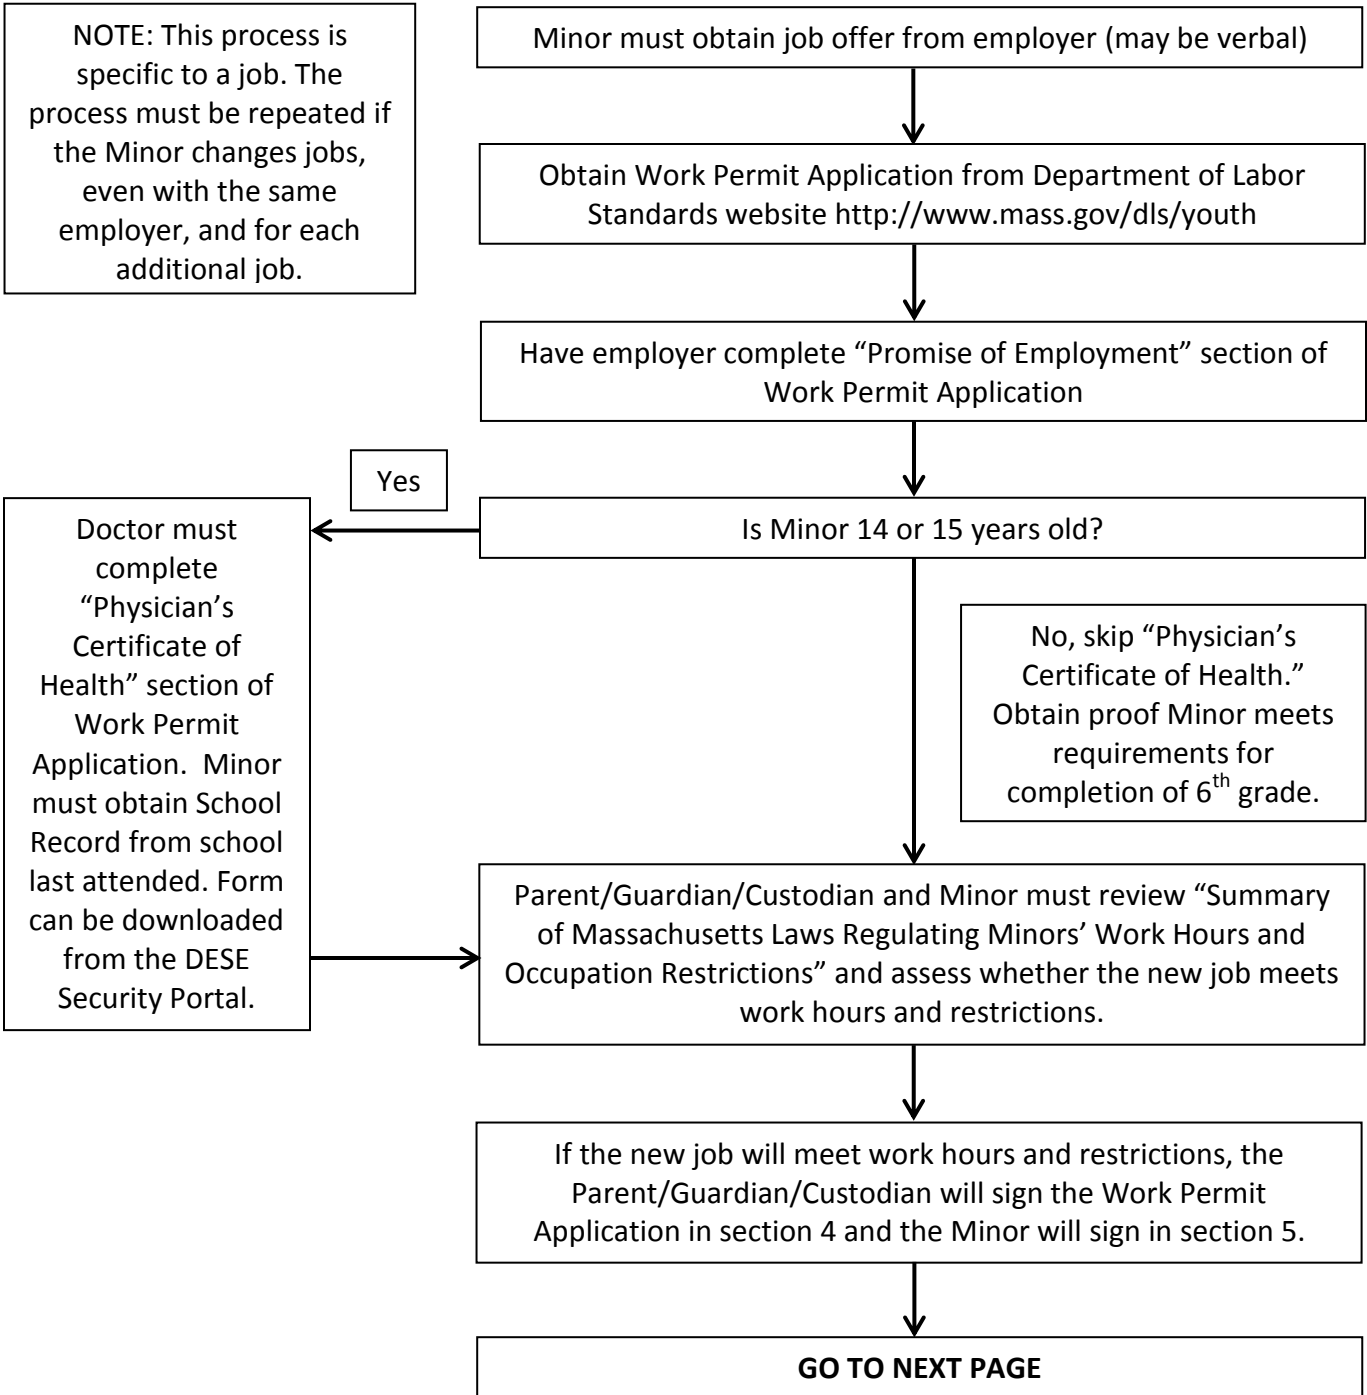 NOTE: This process is
specific to a job. The
process must be repeated if
the Minor changes jobs,
even with the same
employer, and for each
additional job.
Minor must obtain job offer from employer (may be verbal)
Obtain Work Permit Application from Department of Labor
Standards website http://www.mass.gov/dls/youth
Have employer complete “Promise of Employment” section of
Work Permit Application
Is Minor 14 or 15 years old?
Yes
Doctor must
complete
“Physician’s
Certificate of
Health” section of
Work Permit
Application.  Minor
must obtain School
Record from school
last attended. Form
can be downloaded
from the DESE
Security Portal.
No, skip “Physician’s
Certificate of Health.”
Obtain proof Minor meets
requirements for
completion of 6th grade.
Parent/Guardian/Custodian and Minor must review “Summary
of Massachusetts Laws Regulating Minors’ Work Hours and
Occupation Restrictions” and assess whether the new job meets
work hours and restrictions.
If the new job will meet work hours and restrictions, the
Parent/Guardian/Custodian will sign the Work Permit
Application in section 4 and the Minor will sign in section 5.
GO TO NEXT PAGE